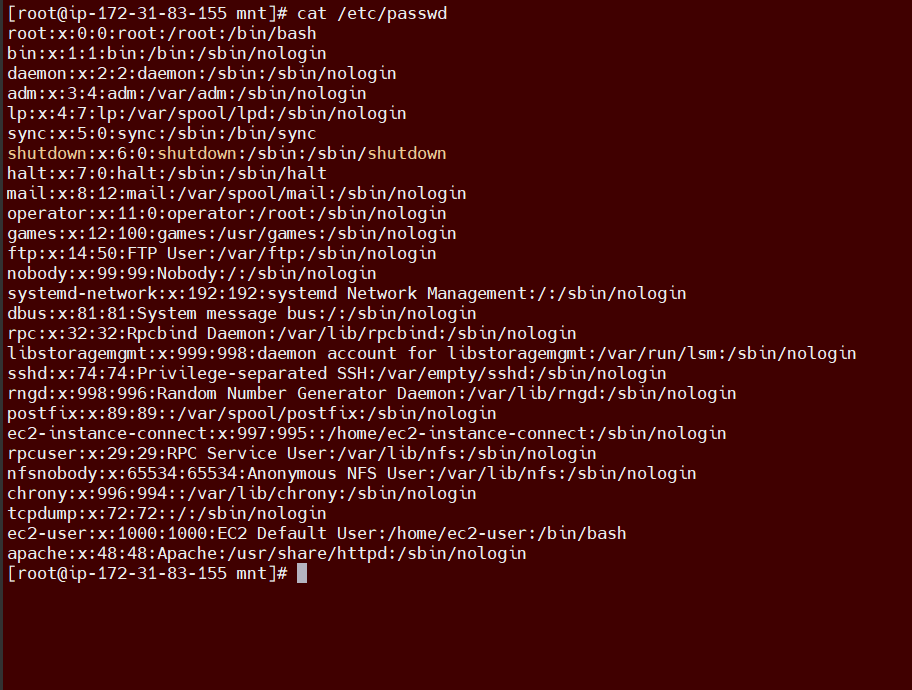 [root@ip-172-31-83-155 mnt]# cat /etc/passwd
root:x:0:0:root:/root:/bin/bash
bin:x:1:1:bin:/bin:/sbin/nologin
daemon:x:2:2:daemon:/sbin:/sbin/nologin
adm:x:3:4:adm:/var/adm:/sbin/nologin
lp:x:4:7:lp:/var/spool/lpd:/sbin/nologin
sync:x:5:0:sync:/sbin:/bin/sync
shutdown:x:6:0:shutdown:/sbin:/sbin/shutdown
halt:x:7:0:halt:/sbin:/sbin/halt
mail:x:8:12:mail:/var/spool/mail:/sbin/nologin
operator:x:11:0:operator:/root:/sbin/nologin
games:x:12:100:games:/usr/games:/sbin/nologin
ftp:x:14:50:FTP User:/var/ftp:/sbin/nologin
nobody:x:99:99:Nobody:/:/sbin/nologin
systemd-network:x:192:192:systemd Network Management:/:/sbin/nologin
dbus:x:81:81:System message bus:/:/sbin/nologin
rpc:x:32:32:Rpcbind Daemon:/var/lib/rpcbind:/sbin/nologin
libstoragemgmt:x:999:998:daemon account for libstoragemgmt:/var/run/lsm:/sbin/nologin
sshd:x:74:74:Privilege-separated SSH:/var/empty/sshd:/sbin/nologin
rngd:x:998:996:Random Number Generator Daemon:/var/lib/rngd:/sbin/nologin
postfix:x:89:89::/var/spool/postfix:/sbin/nologin
ec2-instance-connect:x:997:995::/home/ec2-instance-connect:/sbin/nologin
rpcuser:x:29:29:RPC Service User:/var/lib/nfs:/sbin/nologin
nfsnobody:x:65534:65534:Anonymous NFS User:/var/lib/nfs:/sbin/nologin
chrony:x:996:994::/var/lib/chrony:/sbin/nologin
tcpdump:x:72:72::/:/sbin/nologin
ec2-user:x:1000:1000:EC2 Default User:/home/ec2-user:/bin/bash
apache:x:48:48:Apache:/usr/share/httpd:/sbin/nologin
[root@ip-172-31-83-155 mnt]#